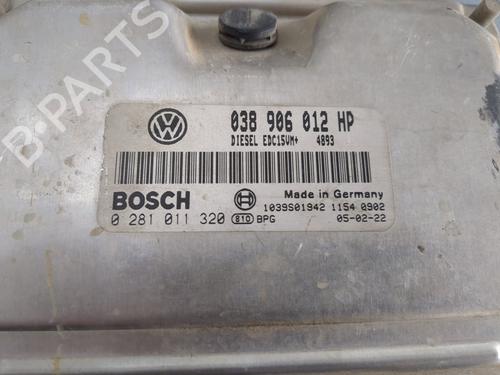 B-PARTS
038 906 012 HP
DIESEL EDC15VM+ 4893
BOSCH
Made in Germany
0 281 011 320 810 BPG
1039S01942 1154 0902
05-02-22